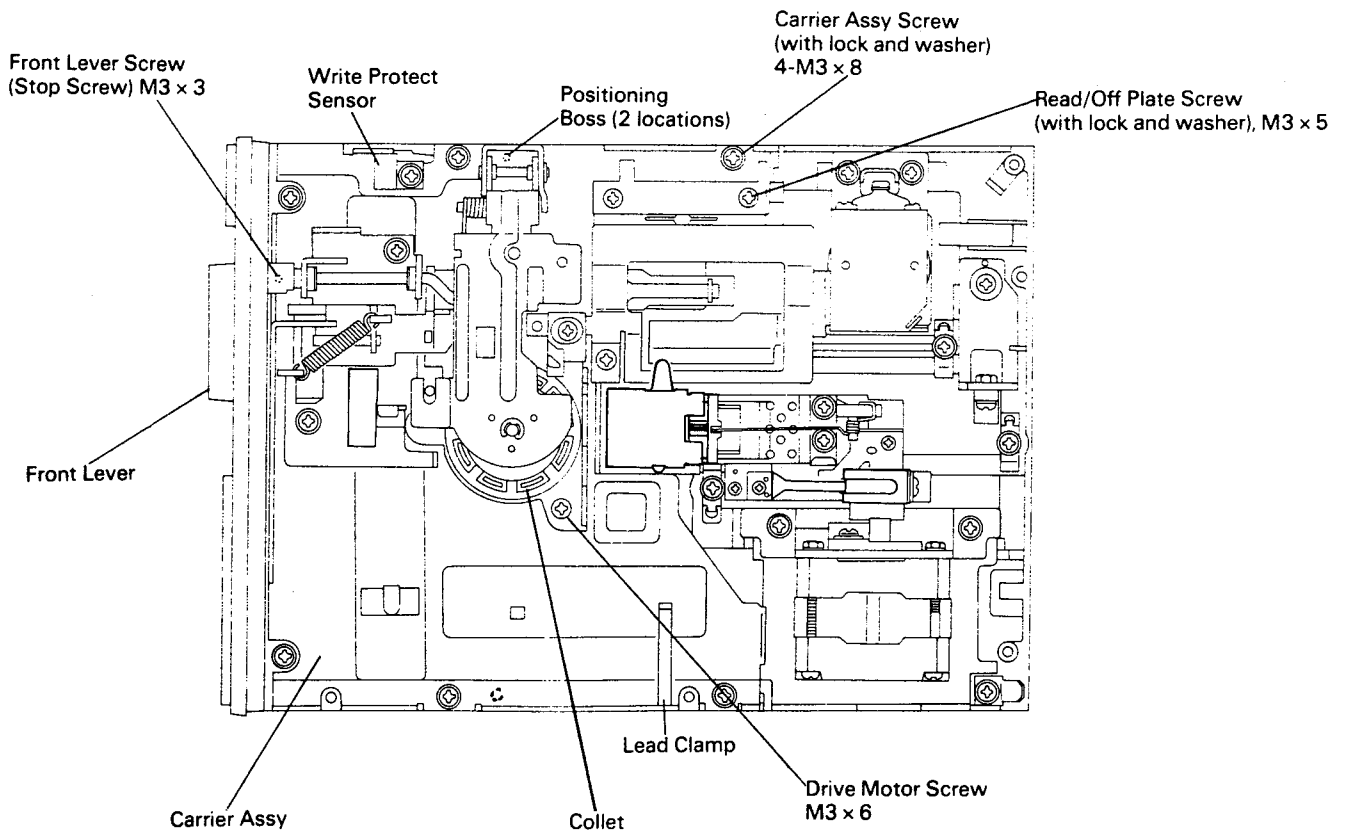 Carrier Assy Screw
(with lock and washer)
4-M3 × 8
Front Lever Screw
(Stop Screw) M3 × 3
Write Protect
Sensor
Positioning
Boss (2 locations)
Read/Off Plate Screw
(with lock and washer), M3 × 5
Front Lever
Lead Clamp
Drive Motor Screw
M3 × 6
Carrier Assy
Collet